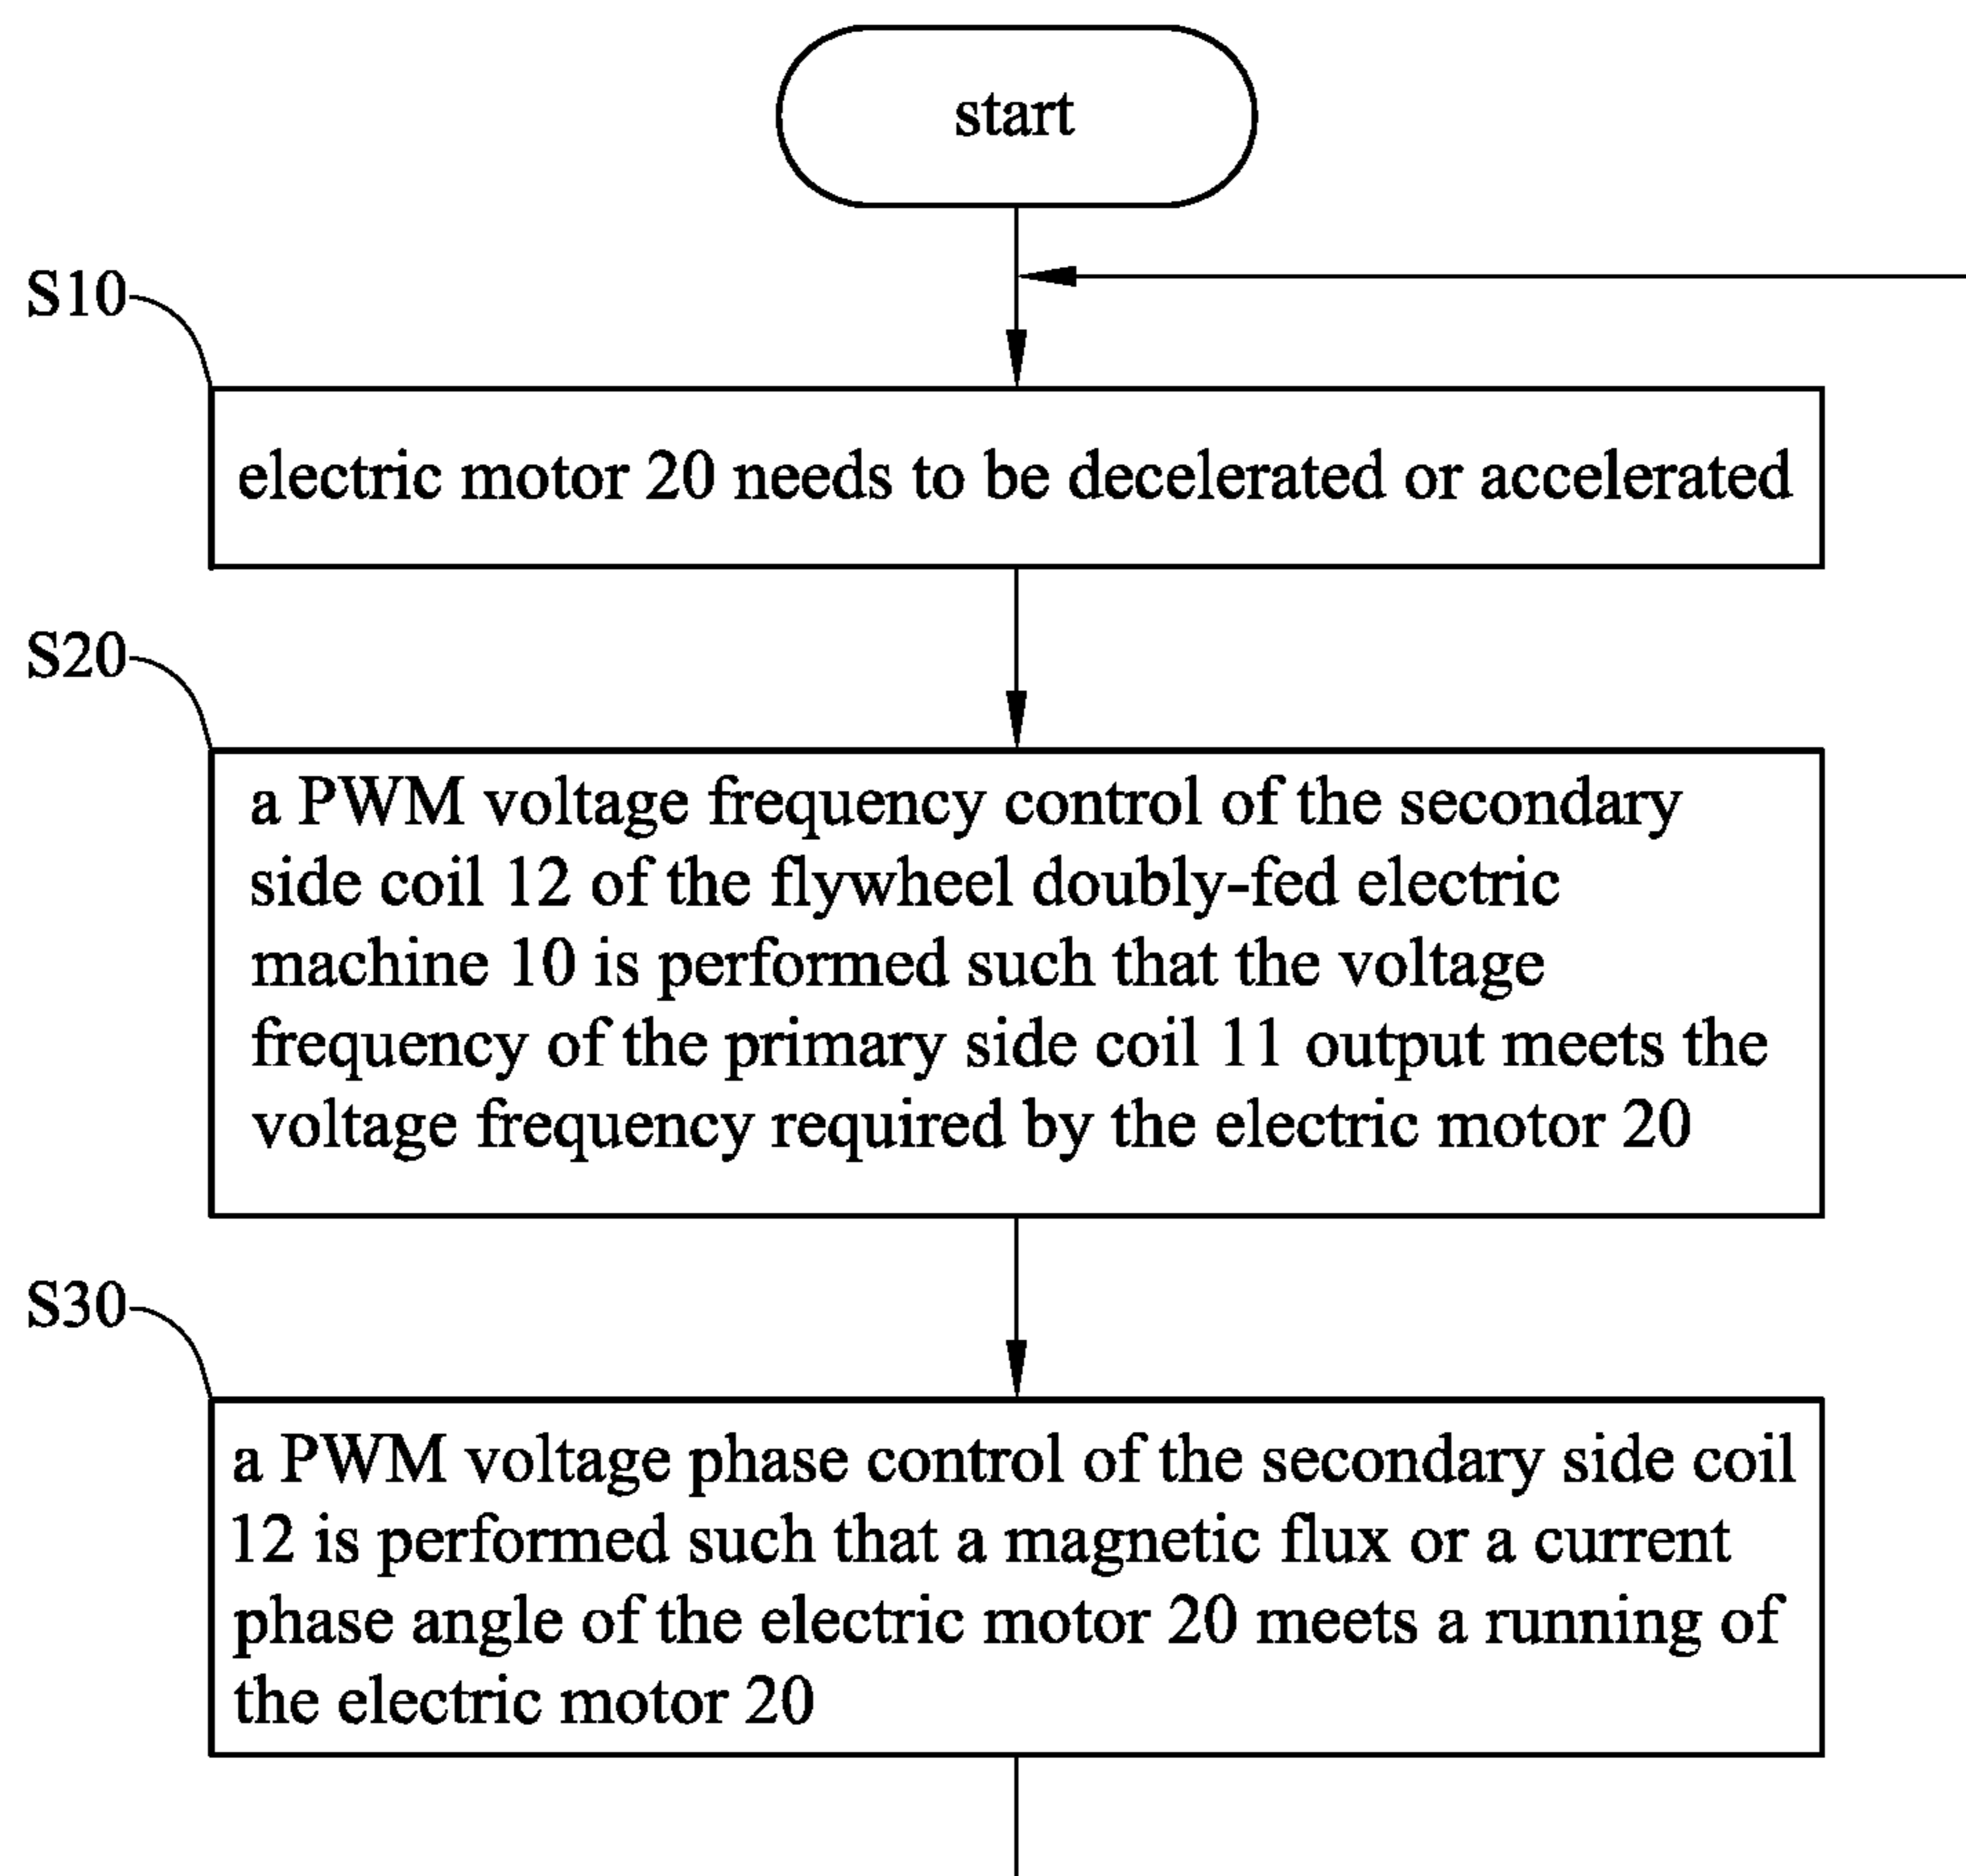 start
S10
electric motor 20 needs to be decelerated or accelerated
S20
a PWM voltage frequency control of the secondary
side coil 12 of the flywheel doubly-fed electric
machine 10 is performed such that the voltage
frequency of the primary side coil 11 output meets the
voltage frequency required by the electric motor 20
S30
a PWM voltage phase control of the secondary side coil
12 is performed such that a magnetic flux or a current
phase angle of the electric motor 20 meets a running of
the electric motor 20